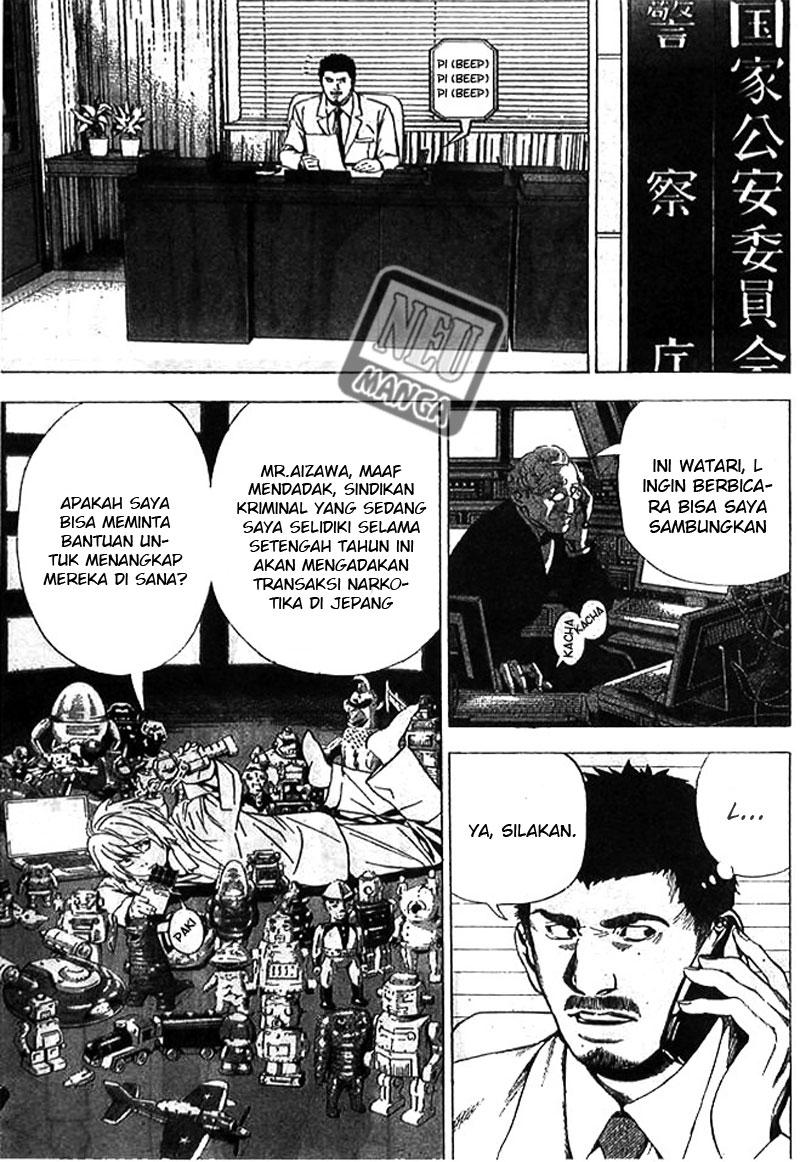 国家公安委員会
警察庁
PI (BEEP)
PI (BEEP)
PI (BEEP)
NEU
MANGA
INI WATARI, L
INGIN BERBICA-
RA BISA SAYA
SAMBUNGKAN
KACHA
KACHA
MR.AIZAWA, MAAF
MENDADAK, SINDIKAN
KRIMINAL YANG SEDANG
SAYA SELIDIKI SELAMA
SETENGAH TAHUN INI
AKAN MENGADAKAN
TRANSAKSI NARKO-
TIKA DI JEPANG
APAKAH SAYA
BISA MEMINTA
BANTUAN UN-
TUK MENANGKAP
MEREKA DI SANA?
PAKI
L...
YA, SILAKAN.